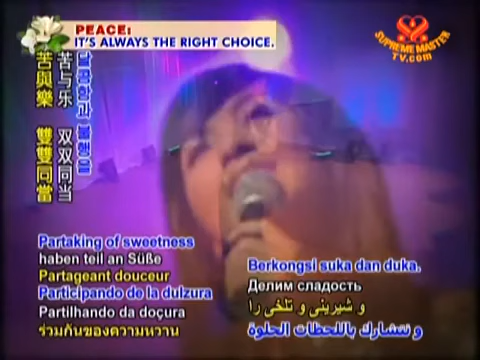 PEACE:
IT'S ALWAYS THE RIGHT CHOICE.
SUPREME MASTER
TV.com
苦與樂 雙雙同當
苦与乐 双双同当
Partaking of sweetness
haben teil an Süße
Partageant douceur
Participando de la dulzura
Partilhando da doçura
ร่วมกันของความหวาน
Berkongsi suka dan duka.
Делим сладость
و شیرینی و تلخی را
و نتشارك باللحظات الحلوة